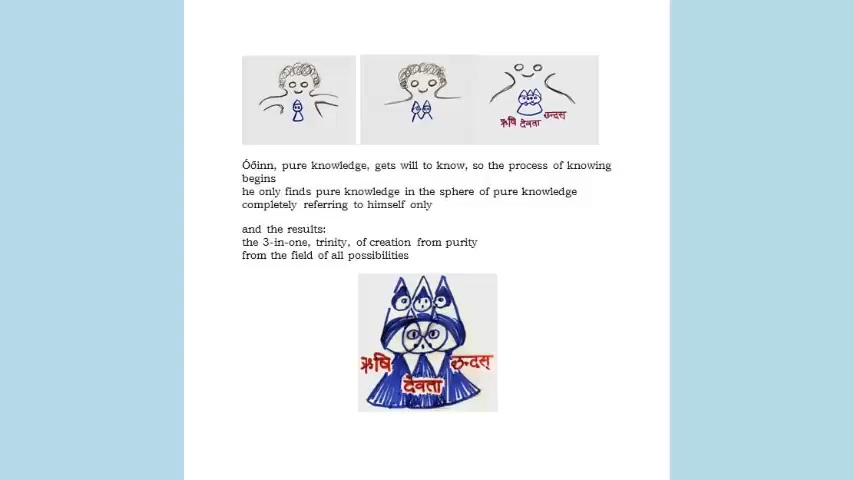 ऋषि देवता छन्दस्
Óðinn, pure knowledge, gets will to know, so the process of knowing
begins
he only finds pure knowledge in the sphere of pure knowledge
completely referring to himself only
and the results:
the 3-in-one, trinity, of creation from purity
from the field of all possibilities
ऋषि छन्दस्
देवता